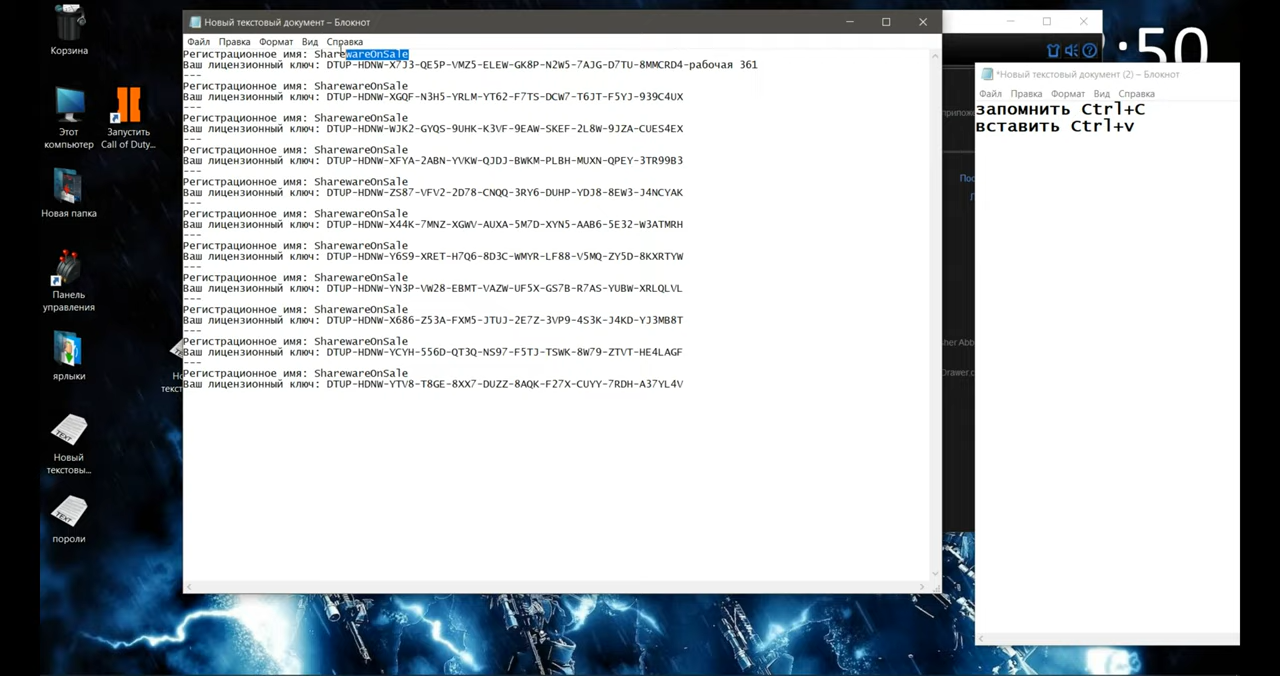 Корзина
Этот компьютер
Запустить Call of Duty...
Новая папка
Панель управления
ярлыки
Новый текстовы...
пороли
Новый текстовый документ – Блокнот
Файл Правка Формат Вид Справка
Регистрационное имя: SharewareOnSale
Ваш лицензионный ключ: DTUP-HDNW-X7J3-QE5P-VMZ5-ELEW-GK8P-N2W5-7AJG-D7TU-8MMCRD4-рабочая 361
---
Регистрационное имя: SharewareOnSale
Ваш лицензионный ключ: DTUP-HDNW-XGQF-N3H5-YRLM-YT62-F7TS-DCW7-T6JT-F5YJ-939C4UX
---
Регистрационное имя: SharewareOnSale
Ваш лицензионный ключ: DTUP-HDNW-WJK2-GYQS-9UHK-K3VF-9EAW-SKEF-2L8W-9JZA-CUES4EX
---
Регистрационное имя: SharewareOnSale
Ваш лицензионный ключ: DTUP-HDNW-XFYA-2ABN-YVKW-QJDJ-BWKM-PLBH-MUXN-QPEY-3TR99B3
---
Регистрационное имя: SharewareOnSale
Ваш лицензионный ключ: DTUP-HDNW-ZS87-VFV2-2D78-CNQQ-3RY6-DUHP-YDJ8-8EW3-J4NCYAK
---
Регистрационное имя: SharewareOnSale
Ваш лицензионный ключ: DTUP-HDNW-X44K-7MNZ-XGWV-AUXA-5M7D-XYN5-AAB6-5E32-W3ATMRH
---
Регистрационное имя: SharewareOnSale
Ваш лицензионный ключ: DTUP-HDNW-Y6S9-XRET-H7Q6-8D3C-WMYR-LF88-V5MQ-ZY5D-8KXRTYW
---
Регистрационное имя: SharewareOnSale
Ваш лицензионный ключ: DTUP-HDNW-YN3P-VW28-EBMT-VAZW-UF5X-GS7B-R7AS-YUBW-XRLQLVL
---
Регистрационное имя: SharewareOnSale
Ваш лицензионный ключ: DTUP-HDNW-X686-Z53A-FXM5-JTUJ-2E7Z-3VP9-4S3K-J4KD-YJ3MB8T
---
Регистрационное имя: SharewareOnSale
Ваш лицензионный ключ: DTUP-HDNW-YCYH-556D-QT3Q-NS97-F5TJ-TSWK-8W79-ZTVT-HE4LAGF
---
Регистрационное имя: SharewareOnSale
Ваш лицензионный ключ: DTUP-HDNW-YTV8-T8GE-8XX7-DUZZ-8AQK-F27X-CUYY-7RDH-A37YL4V
:50
*Новый текстовый документ (2) – Блокнот
Файл Правка Формат Вид Справка
запомнить Ctrl+C
вставить Ctrl+v